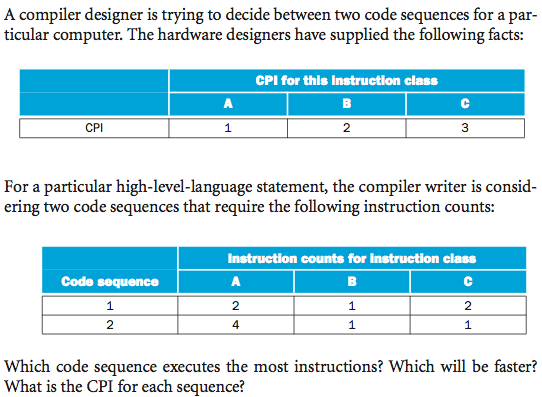 A compiler designer is trying to decide between two code sequences for a par-
ticular computer. The hardware designers have supplied the following facts:
CPI for this instruction class
A B C
CPI 1 2 3
For a particular high-level-language statement, the compiler writer is consid-
ering two code sequences that require the following instruction counts:
Instruction counts for instruction class
Code sequence A B C
1 2 1 2
2 4 1 1
Which code sequence executes the most instructions? Which will be faster?
What is the CPI for each sequence?